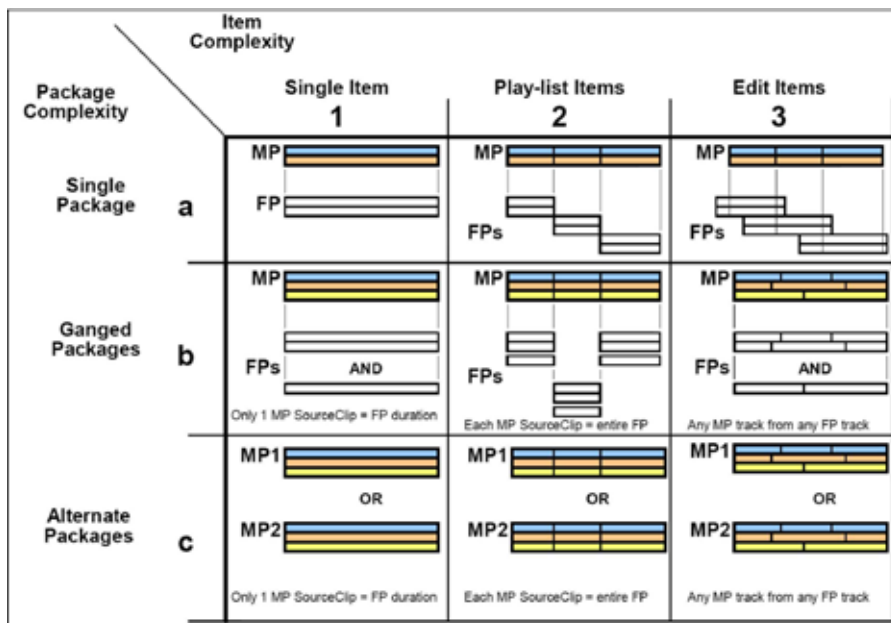 Item
Complexity
Package
Complexity
Single Item
1
Play-list Items
2
Edit Items
3
Single
Package
a
MP
FP
MP
FPs
MP
FPs
Ganged
Packages
b
MP
FPs
AND
Only 1 MP SourceClip = FP duration
MP
FPs
Each MP SourceClip = entire FP
MP
FPs
AND
Any MP track from any FP track
Alternate
Packages
c
MP1
OR
MP2
Only 1 MP SourceClip = FP duration
MP1
OR
MP2
Each MP SourceClip = entire FP
MP1
OR
MP2
Any MP track from any FP track